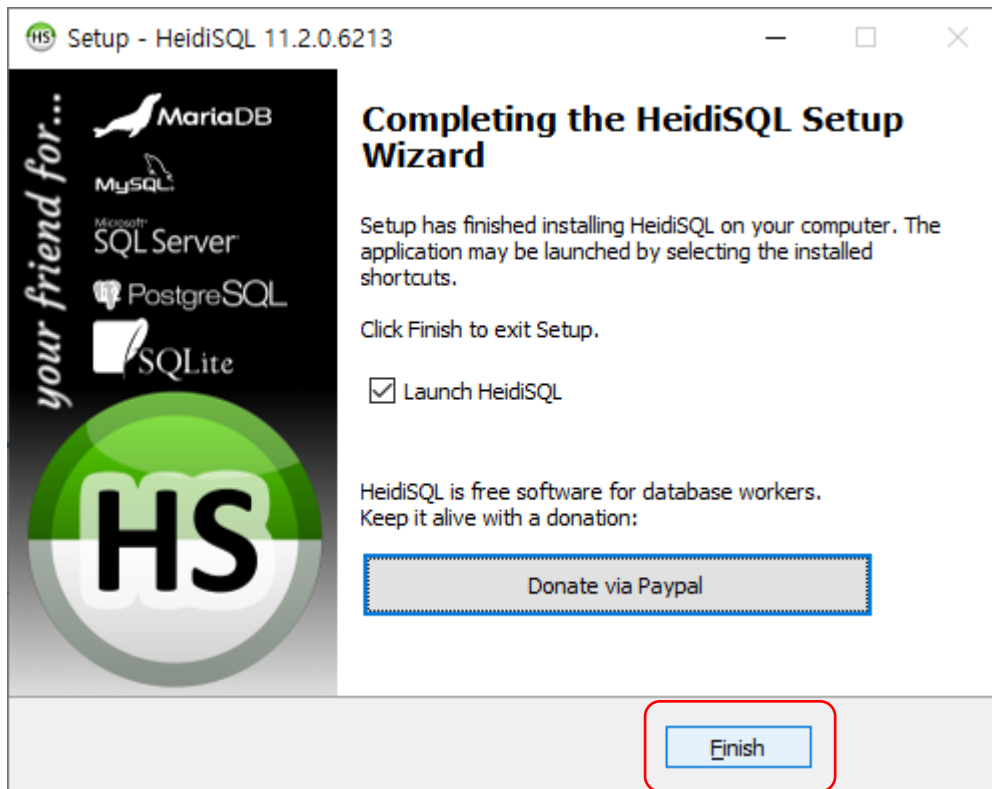 HS Setup - HeidiSQL 11.2.0.6213
your friend for...
MariaDB
MySQL
Microsoft
SQL Server
PostgreSQL
SQLite
HS
Completing the HeidiSQL Setup
Wizard
Setup has finished installing HeidiSQL on your computer. The
application may be launched by selecting the installed
shortcuts.
Click Finish to exit Setup.
Launch HeidiSQL
HeidiSQL is free software for database workers.
Keep it alive with a donation:
Donate via Paypal
Finish